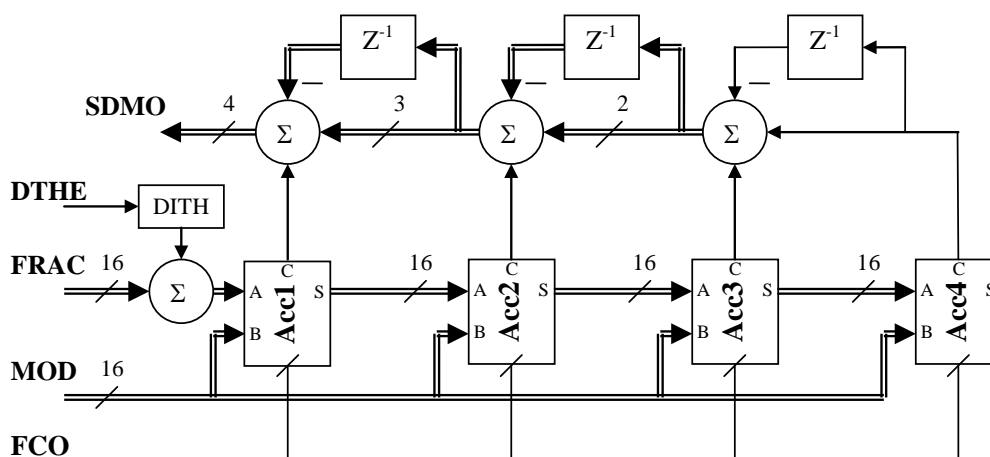 Z-1
Z-1
Z-1
SDMO
4
Σ
3
Σ
2
Σ
DTHE
DITH
FRAC
16
Σ
A
B
C
S
Acc1
16
A
B
C
S
Acc2
16
A
B
C
S
Acc3
16
A
B
C
S
Acc4
MOD
16
FCO